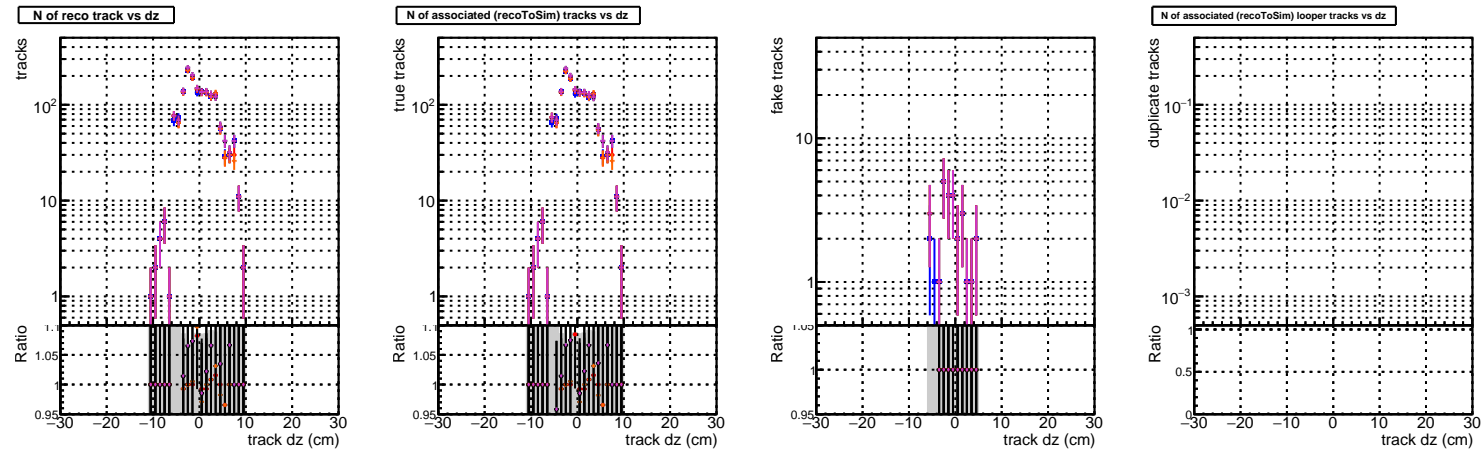 N of reco track vs dz
tracks
10²
10
1
Ratio
1.1
1.05
1
0.95
−30 −20 −10 0 10 20 30
track dz (cm)
N of associated (recoToSim) tracks vs dz
true tracks
10²
10
1
Ratio
1.1
1.05
1
0.95
−30 −20 −10 0 10 20 30
track dz (cm)
fake tracks
10
1
Ratio
1.05
1
0.95
−30 −20 −10 0 10 20 30
track dz (cm)
N of associated (recoToSim) looper tracks vs dz
duplicate tracks
10⁻¹
10⁻²
10⁻³
Ratio
1
0.5
0
−30 −20 −10 0 10 20 30
track dz (cm)